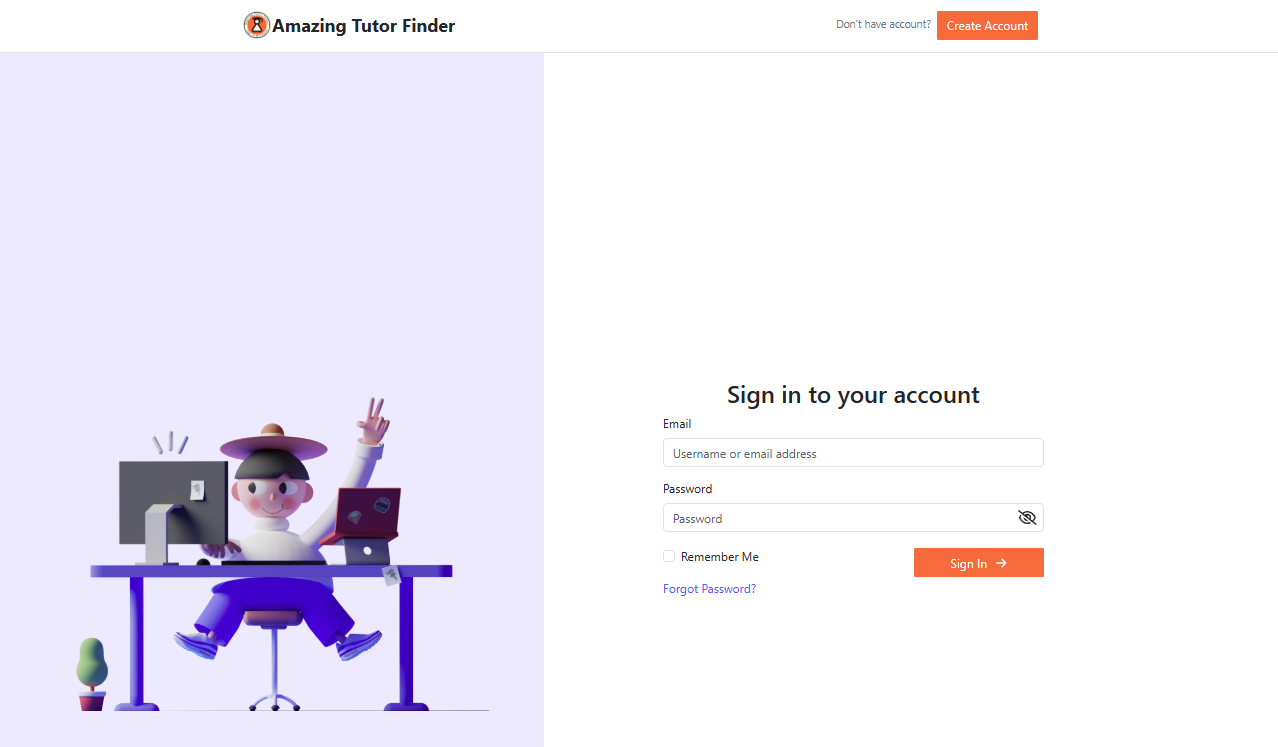 Amazing Tutor Finder
Don't have account?
Create Account
Sign in to your account
Email
Username or email address
Password
Password
Remember Me
Sign In
Forgot Password?